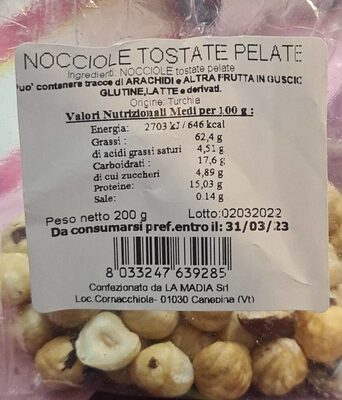 NOCCIOLE TOSTATE PELATE
Ingredienti: NOCCIOLE tostate pelate
Puo' contenere tracce di ARACHIDI e ALTRA FRUTTA IN GUSCIO
GLUTINE,LATTE e derivati.
Origine: Turchia
Valori Nutrizionali Medi per 100 g :
Energia: 2703 kJ/646 kcal
Grassi : 62,4 g
di acidi grassi saturi 4,51 g
Carboidrati : 17,6 g
di cui zuccheri 4,89 g
Proteine: 15,03 g
Sale: 0.14 g
Peso netto 200 g Lotto:02032022
Da consumarsi pref.entro il: 31/03/23
8 033247 639285
Confezionato da LA MADIA Srl
Loc.Cornacchiola- 01030 Canepina (Vt)